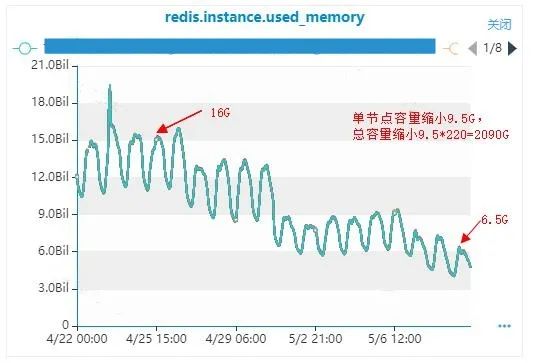 redis.instance.used_memory
关闭
1/8
21.0Bil
18.0Bil
15.0Bil
12.0Bil
9.0Bil
6.0Bil
3.0Bil
0
16G
单节点容量缩小9.5G，
总容量缩小9.5*220=2090G
6.5G
4/22 00:00
4/25 15:00
4/29 06:00
5/2 21:00
5/6 12:00